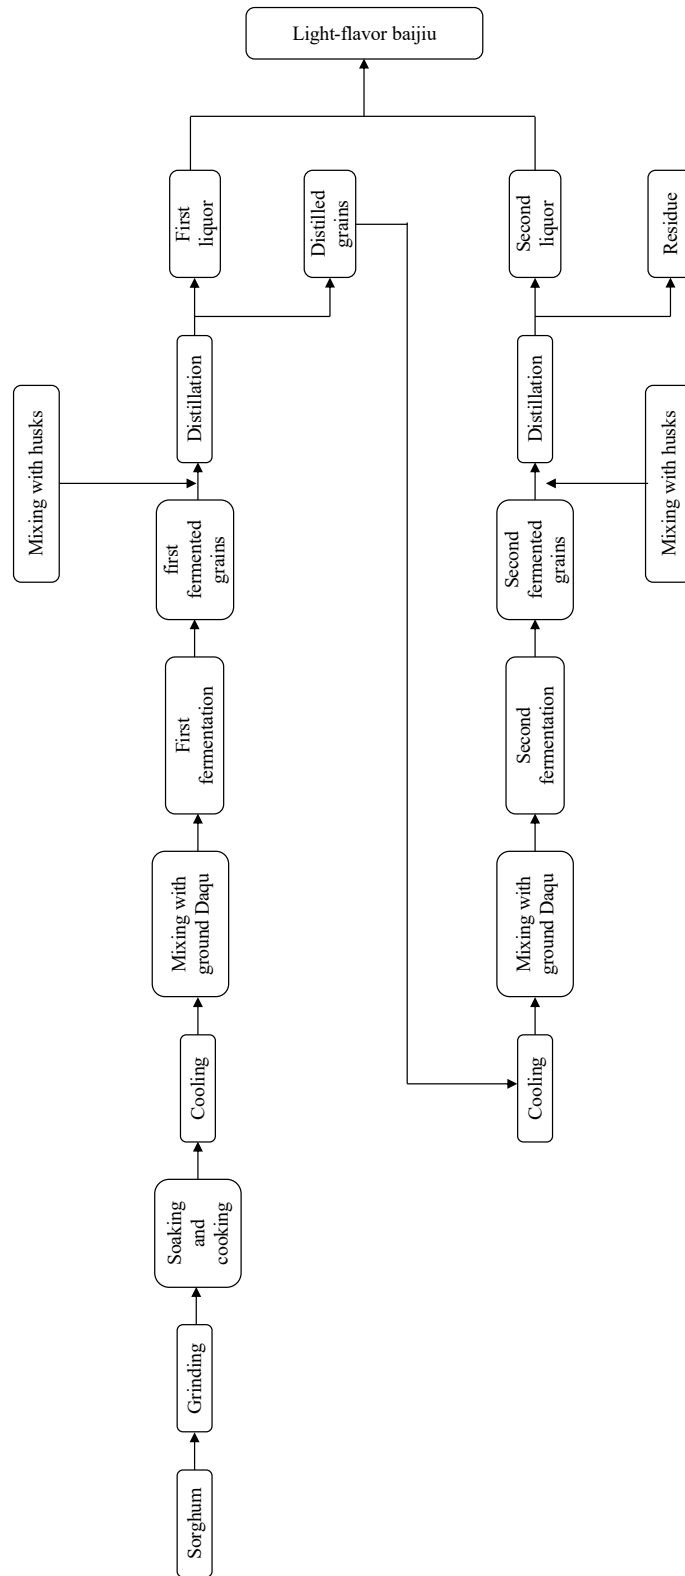 Light-flavor baijiu
Sorghum
Grinding
Soaking
and
cooking
Cooling
Mixing with
ground Daqu
First
fermentation
first
fermented
grains
Mixing with husks
Distillation
First
liquor
Distilled
grains
Cooling
Mixing with
ground Daqu
Second
fermentation
Second
fermented
grains
Mixing with husks
Distillation
Second
liquor
Residue